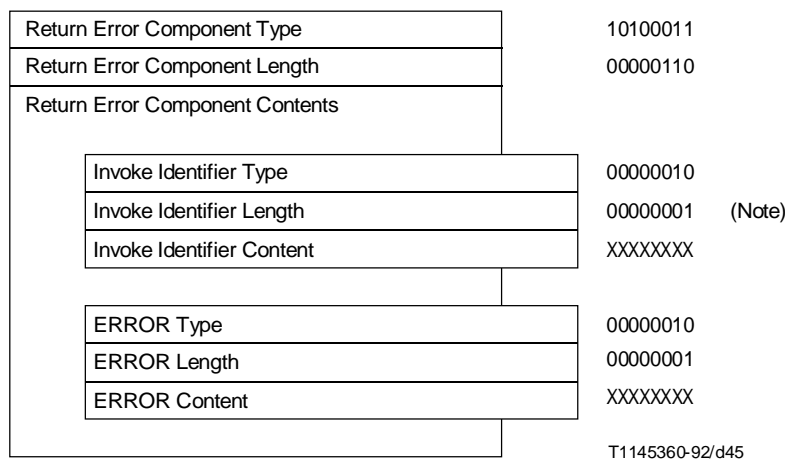 Return Error Component Type 10100011
Return Error Component Length 00000110
Return Error Component Contents
Invoke Identifier Type 00000010
Invoke Identifier Length 00000001 (Note)
Invoke Identifier Content XXXXXXXX
ERROR Type 00000010
ERROR Length 00000001
ERROR Content XXXXXXXX
T1145360-92/d45